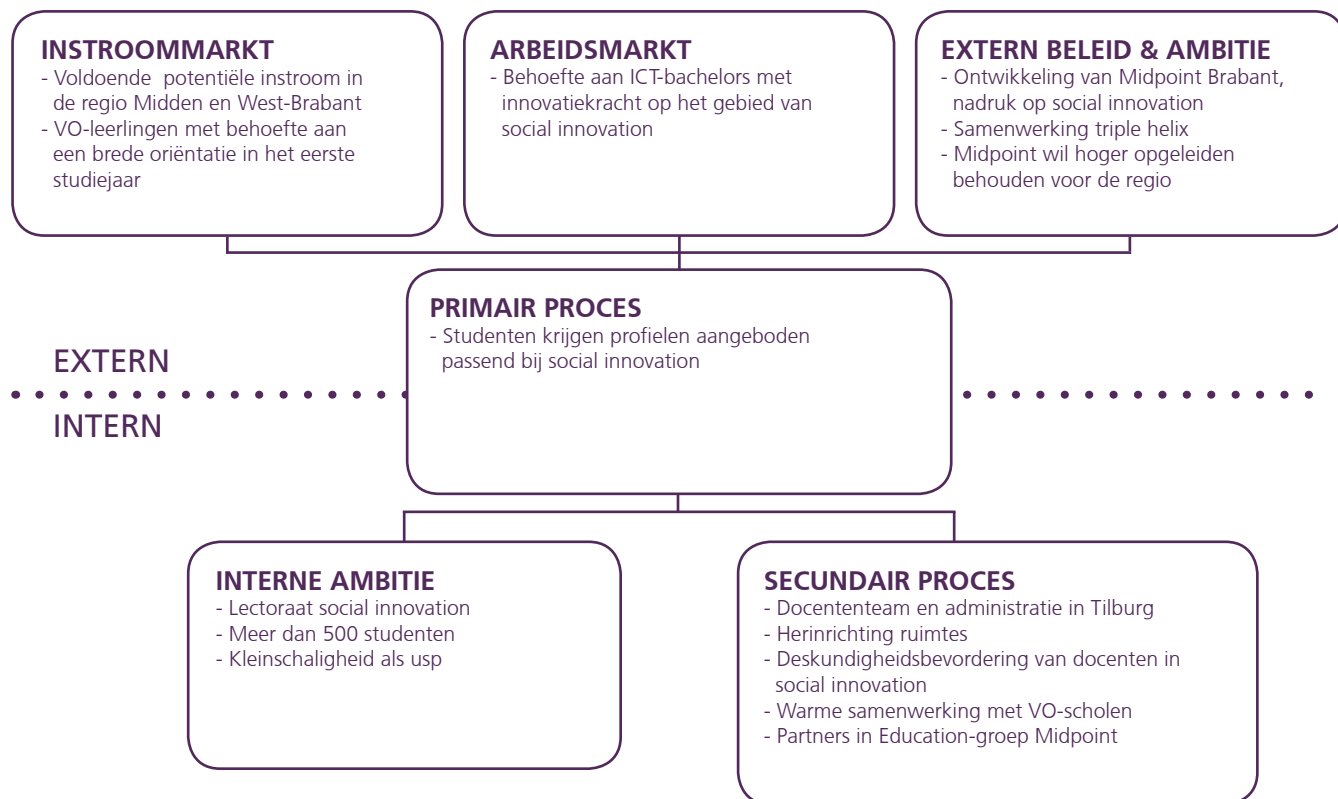 INSTROOMMARKT
- Voldoende potentiële instroom in
de regio Midden en West-Brabant
- VO-leerlingen met behoefte aan
een brede oriëntatie in het eerste
studiejaar
ARBEIDSMARKT
- Behoefte aan ICT-bachelors met
innovatiekracht op het gebied van
social innovation
EXTERN BELEID & AMBITIE
- Ontwikkeling van Midpoint Brabant,
nadruk op social innovation
- Samenwerking triple helix
- Midpoint wil hoger opgeleiden
behouden voor de regio
PRIMAIR PROCES
- Studenten krijgen profielen aangeboden
passend bij social innovation
EXTERN
INTERN
INTERNE AMBITIE
- Lectoraat social innovation
- Meer dan 500 studenten
- Kleinschaligheid als usp
SECUNDAIR PROCES
- Docententeam en administratie in Tilburg
- Herinrichting ruimtes
- Deskundigheidsbevordering van docenten in
social innovation
- Warme samenwerking met VO-scholen
- Partners in Education-groep Midpoint